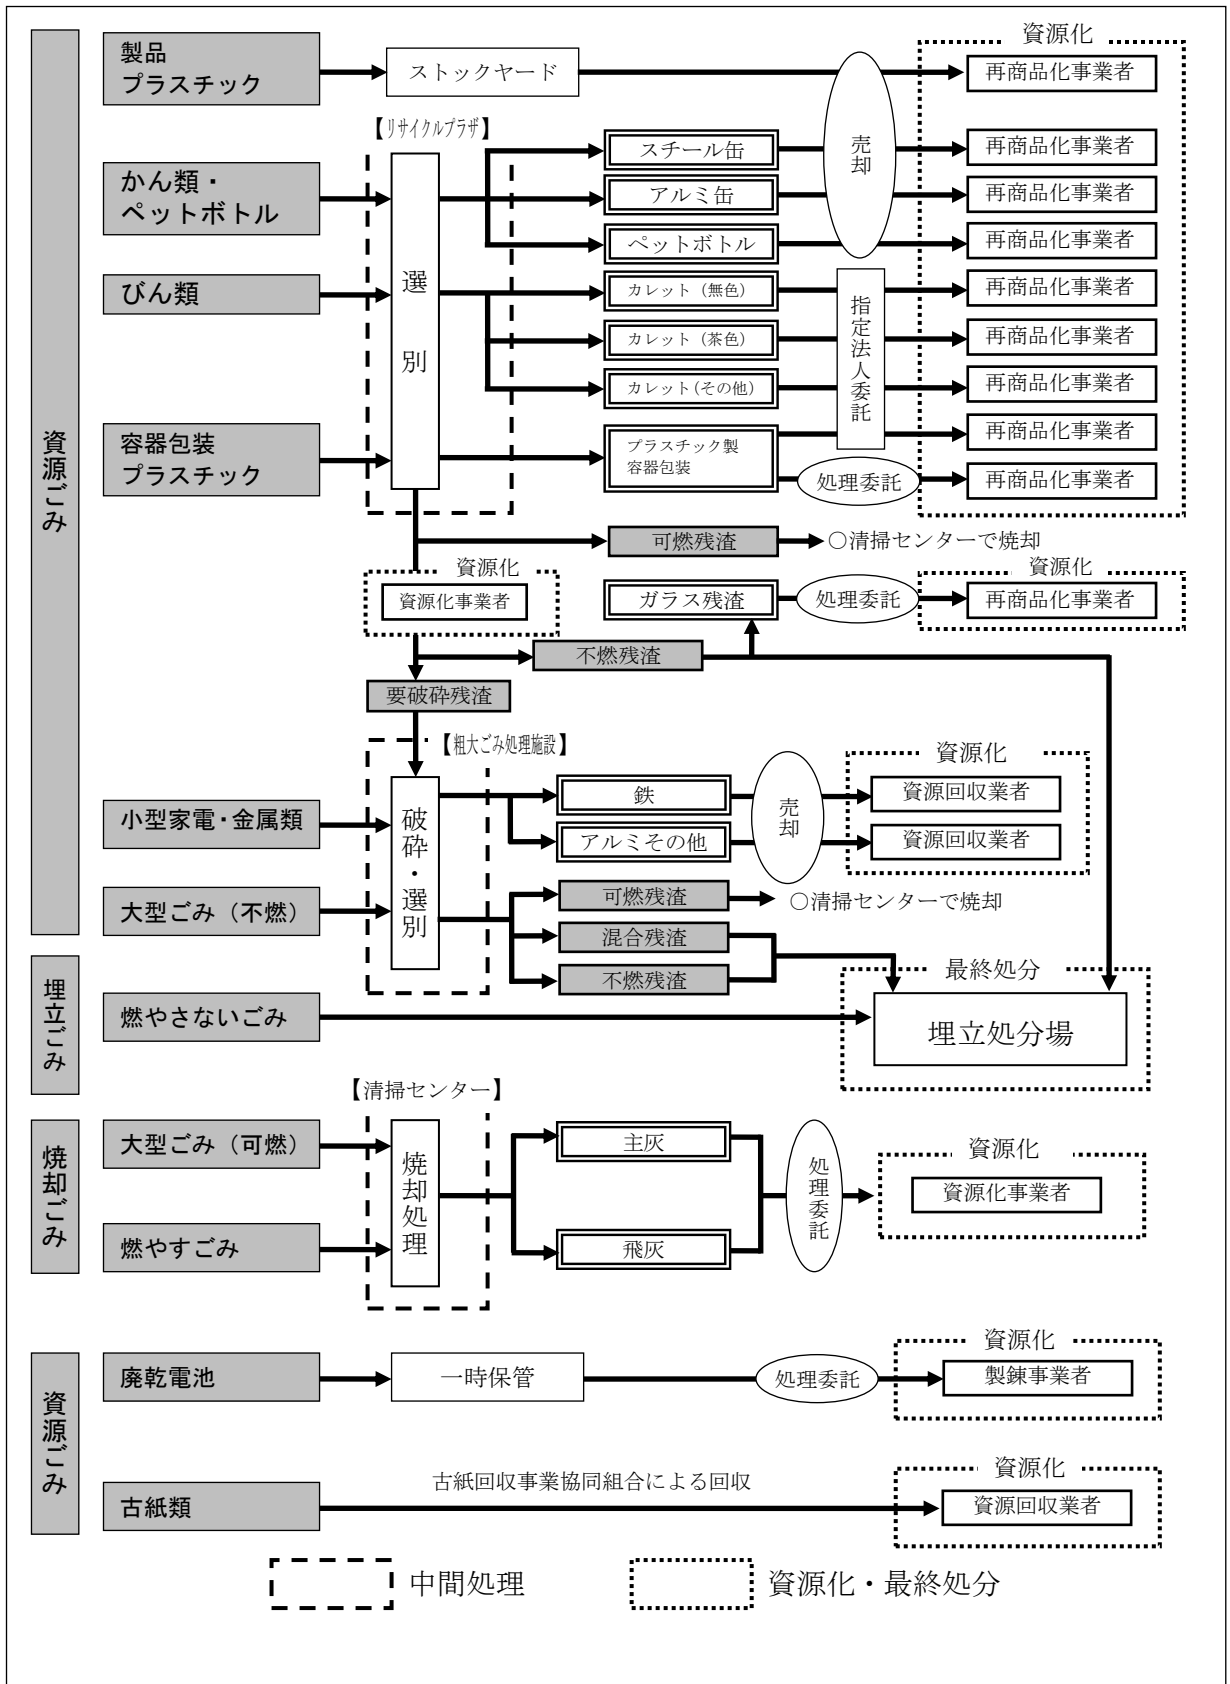 資源ごみ
製品
プラスチック
ストックヤード
売却
資源化
再商品化事業者
【リサイクルプラザ】
かん類・
ペットボトル
選別
スチール缶
再商品化事業者
アルミ缶
再商品化事業者
ペットボトル
再商品化事業者
びん類
カレット（無色）
指定法人委託
再商品化事業者
カレット（茶色）
再商品化事業者
カレット（その他）
再商品化事業者
容器包装
プラスチック
プラスチック製
容器包装
再商品化事業者
処理委託
再商品化事業者
可燃残渣
○清掃センターで焼却
資源化
資源化事業者
ガラス残渣
処理委託
資源化
再商品化事業者
不燃残渣
要破砕残渣
【粗大ごみ処理施設】
小型家電・金属類
破砕・選別
鉄
売却
資源化
資源回収業者
アルミその他
資源回収業者
大型ごみ（不燃）
可燃残渣
○清掃センターで焼却
混合残渣
不燃残渣
埋立ごみ
燃やさないごみ
最終処分
埋立処分場
【清掃センター】
焼却ごみ
大型ごみ（可燃）
焼却処理
主灰
処理委託
資源化
資源化事業者
燃やすごみ
飛灰
資源ごみ
廃乾電池
一時保管
処理委託
資源化
製錬事業者
古紙類
古紙回収事業協同組合による回収
資源化
資源回収業者
中間処理
資源化・最終処分